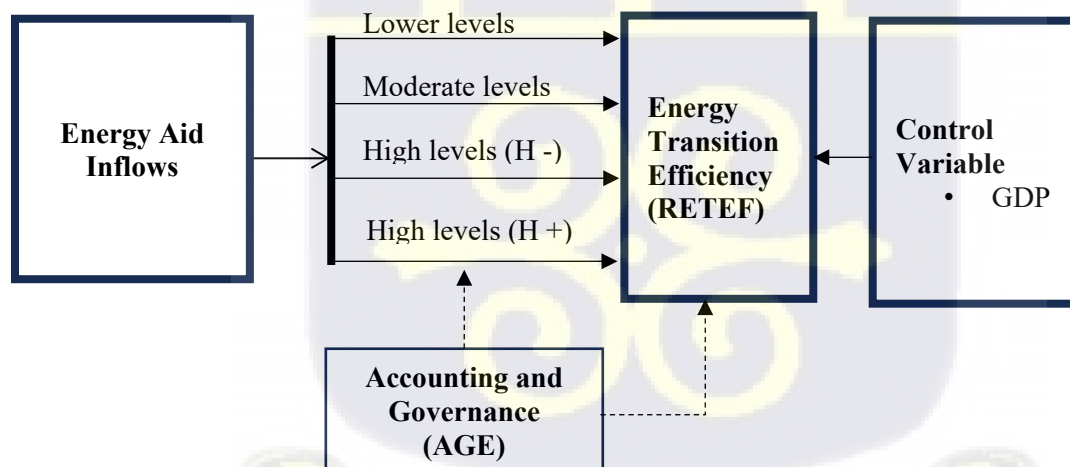 Energy Aid
Inflows
Lower levels
Moderate levels
High levels (H -)
High levels (H +)
Energy
Transition
Efficiency
(RETEF)
Control
Variable
• GDP
Accounting and
Governance
(AGE)